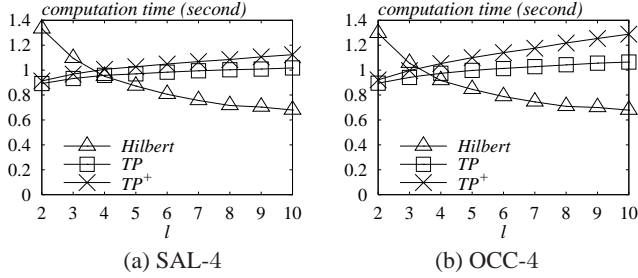 computation time (second)
1.4
1.2
1
0.8
0.6
0.4
0.2
0
Hilbert
TP
TP+
2 3 4 5 6 7 8 9 10
l
(a) SAL-4
computation time (second)
1.4
1.2
1
0.8
0.6
0.4
0.2
0
Hilbert
TP
TP+
2 3 4 5 6 7 8 9 10
l
(b) OCC-4